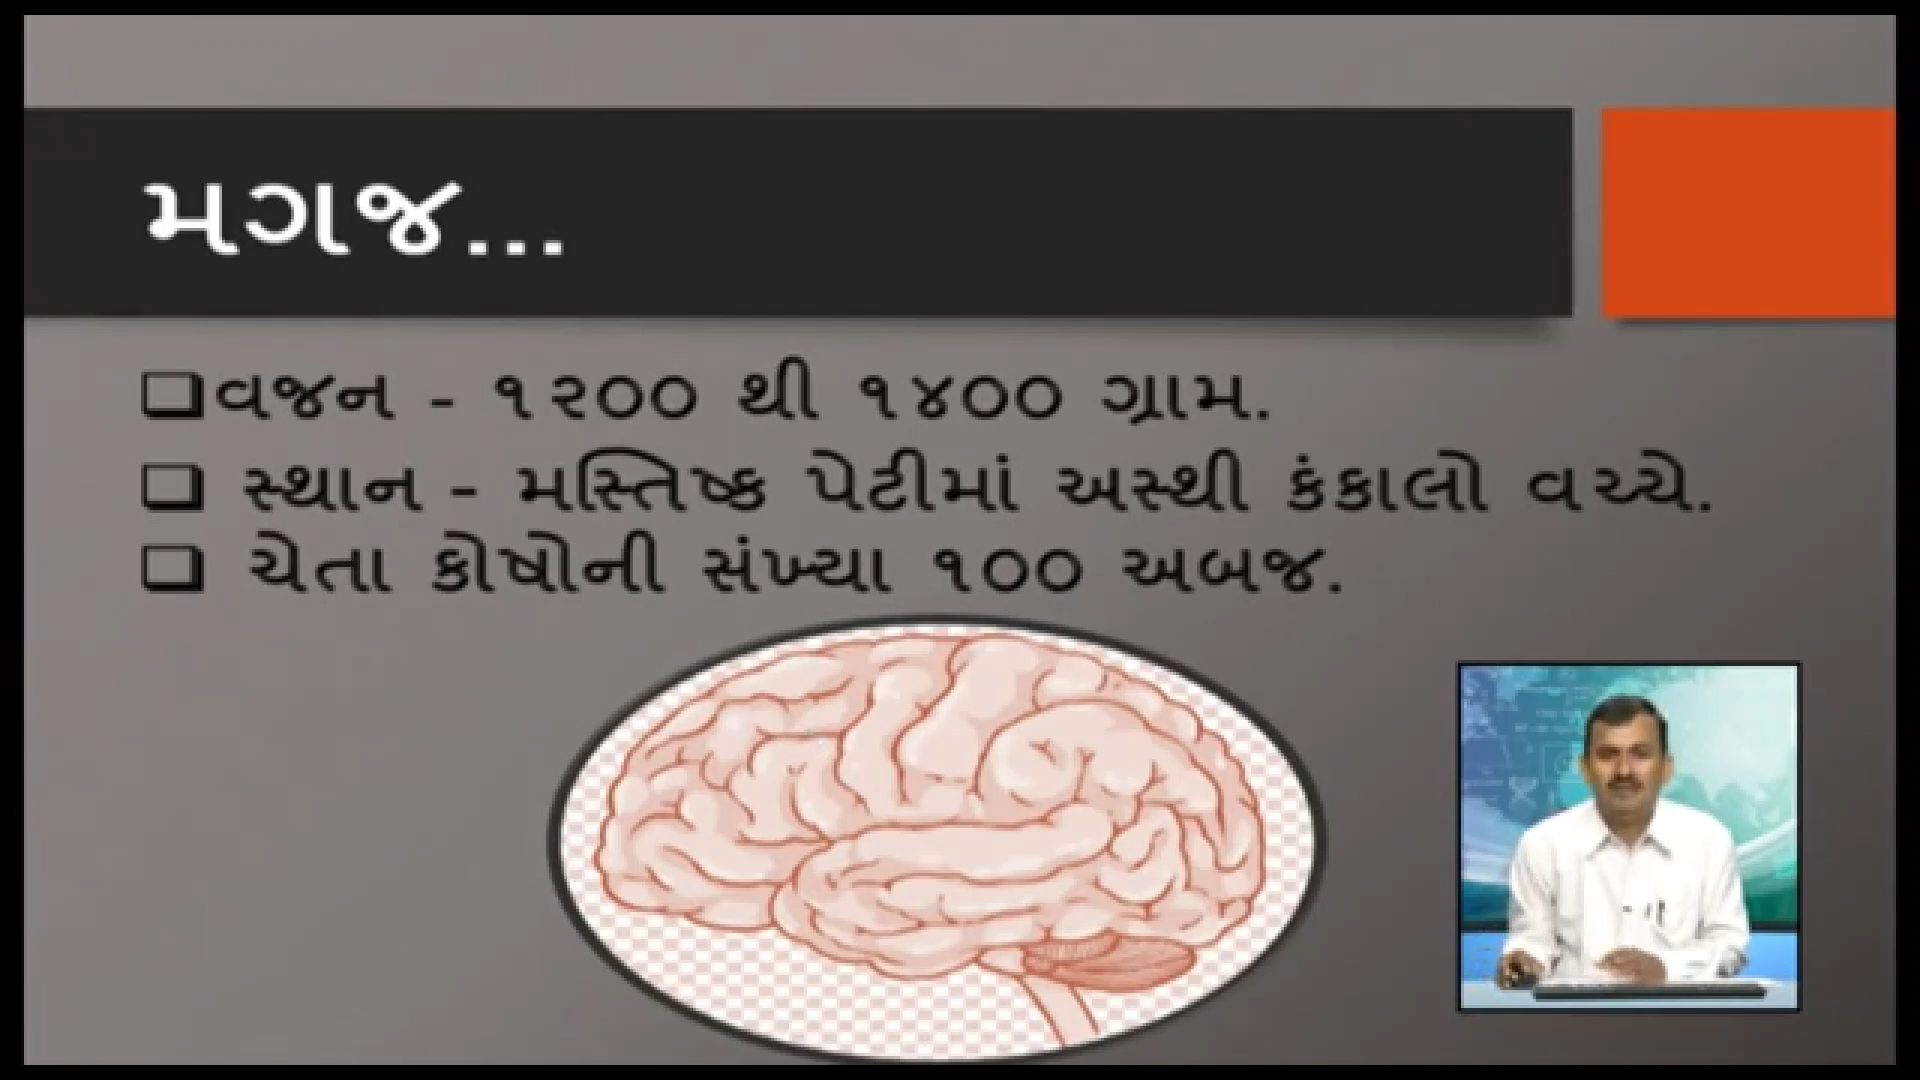 મગજ...
વજન - ૧૨૦૦ થી ૧૪૦૦ ગ્રામ.
સ્થાન - મસ્તિષ્ક પેટીમાં અસ્થી કંકાલો વચ્ચે.
ચેતા કોષોની સંખ્યા ૧૦૦ અબજ.